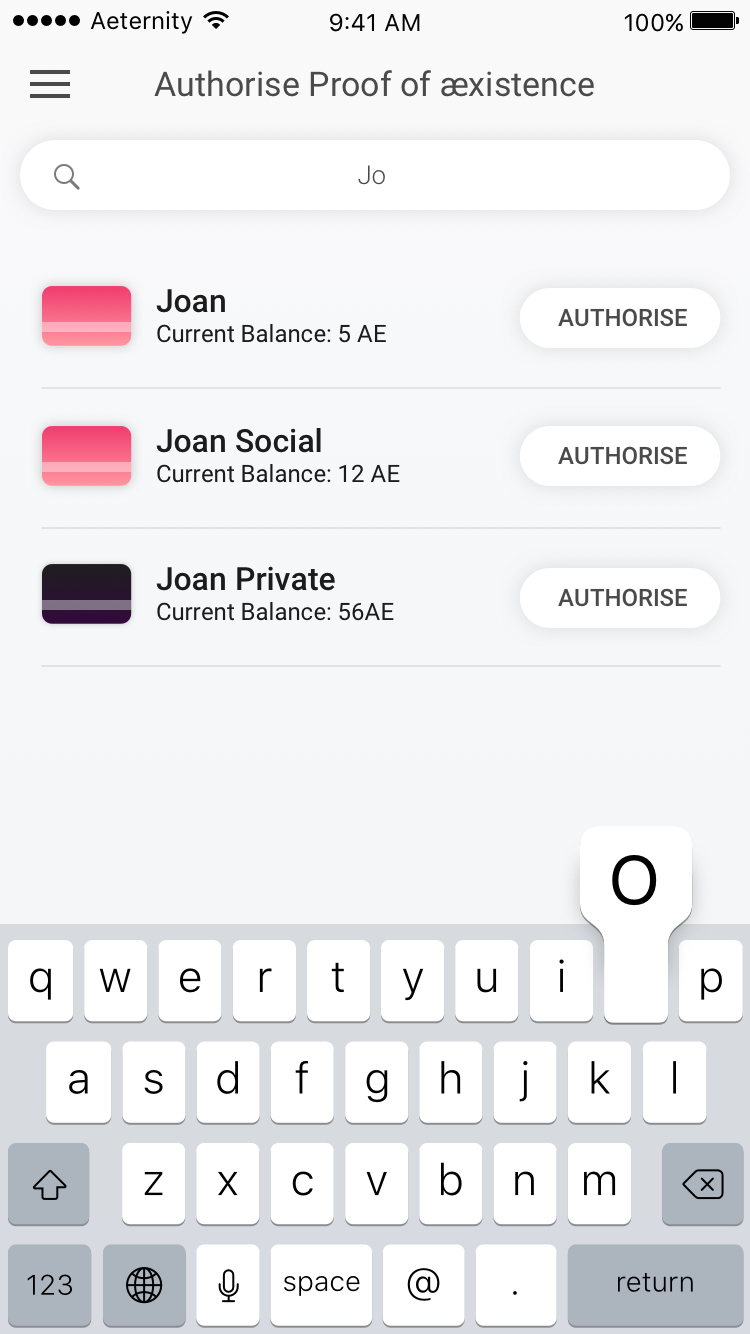 Aeternity 9:41 AM 100%
Authorise Proof of æxistence
Jo
Joan
Current Balance: 5 AE
AUTHORISE
Joan Social
Current Balance: 12 AE
AUTHORISE
Joan Private
Current Balance: 56AE
AUTHORISE
O
q w e r t y u i p
a s d f g h j k l
z x c v b n m
123 space @ . return